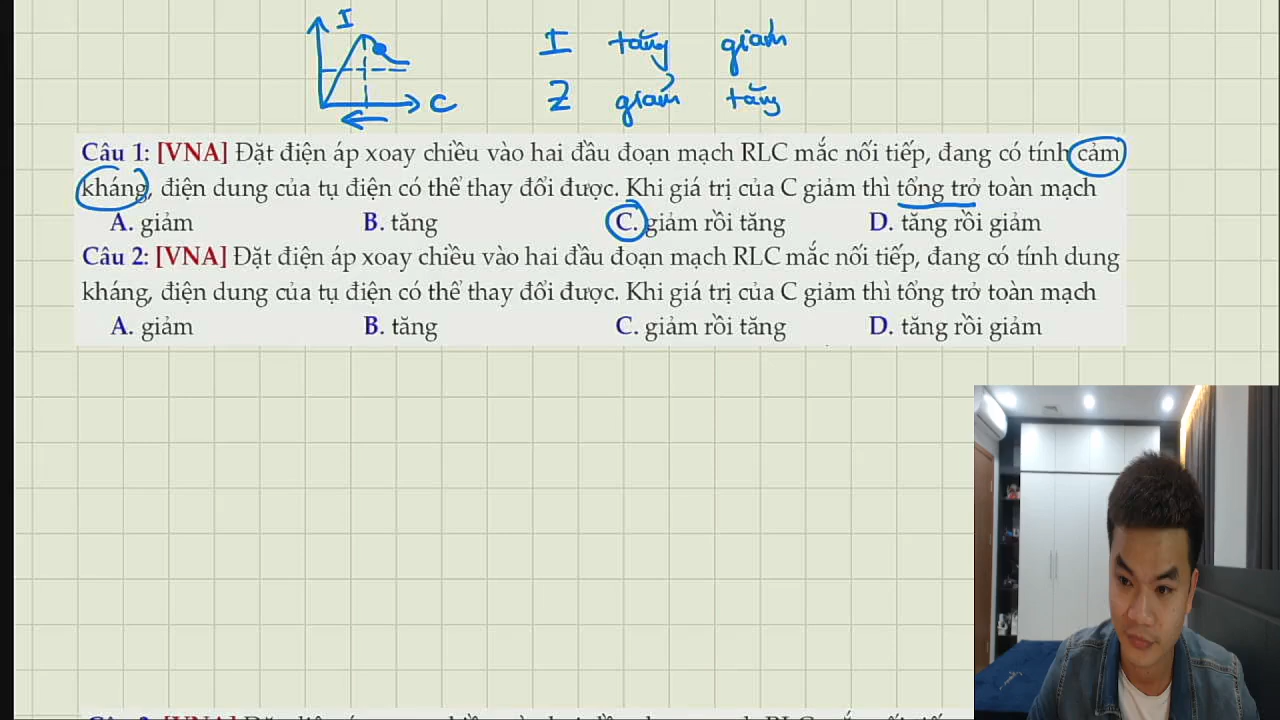 I
C
I tăng giảm
Z giảm tăng
Câu 1: [VNA] Đặt điện áp xoay chiều vào hai đầu đoạn mạch RLC mắc nối tiếp, đang có tính cảm
kháng, điện dung của tụ điện có thể thay đổi được. Khi giá trị của C giảm thì tổng trở toàn mạch
A. giảm B. tăng C. giảm rồi tăng D. tăng rồi giảm
Câu 2: [VNA] Đặt điện áp xoay chiều vào hai đầu đoạn mạch RLC mắc nối tiếp, đang có tính dung
kháng, điện dung của tụ điện có thể thay đổi được. Khi giá trị của C giảm thì tổng trở toàn mạch
A. giảm B. tăng C. giảm rồi tăng D. tăng rồi giảm